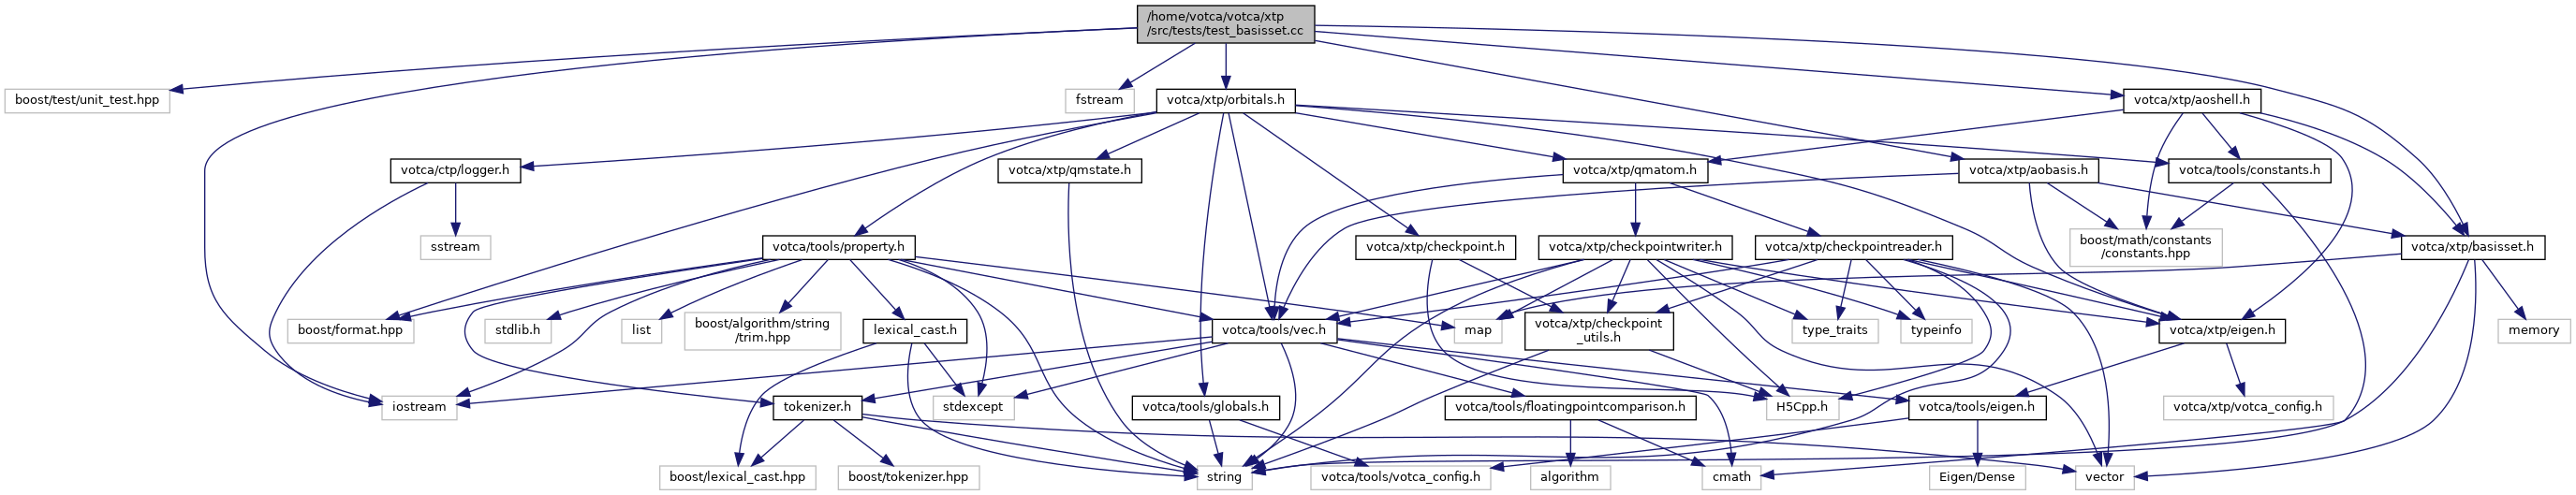 /home/votca/votca/xtp
/src/tests/test_basisset.cc
boost/test/unit_test.hpp
fstream
votca/xtp/orbitals.h
votca/xtp/aoshell.h
votca/ctp/logger.h
votca/xtp/qmstate.h
votca/xtp/qmatom.h
votca/xtp/aobasis.h
votca/tools/constants.h
sstream
votca/tools/property.h
votca/xtp/checkpoint.h
votca/xtp/checkpointwriter.h
votca/xtp/checkpointreader.h
boost/math/constants
/constants.hpp
votca/xtp/basisset.h
boost/format.hpp
stdlib.h
list
boost/algorithm/string
/trim.hpp
lexical_cast.h
votca/tools/vec.h
map
votca/xtp/checkpoint
_utils.h
type_traits
typeinfo
votca/xtp/eigen.h
memory
iostream
tokenizer.h
stdexcept
votca/tools/globals.h
votca/tools/floatingpointcomparison.h
H5Cpp.h
votca/tools/eigen.h
votca/xtp/votca_config.h
boost/lexical_cast.hpp
boost/tokenizer.hpp
string
votca/tools/votca_config.h
algorithm
cmath
Eigen/Dense
vector